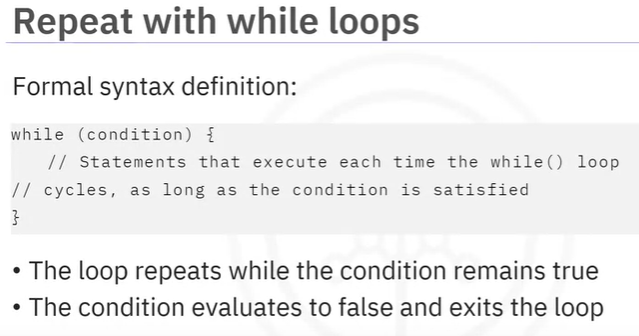 Repeat with while loops
Formal syntax definition:
while (condition) {
// Statements that execute each time the while() loop
// cycles, as long as the condition is satisfied
}
• The loop repeats while the condition remains true
• The condition evaluates to false and exits the loop